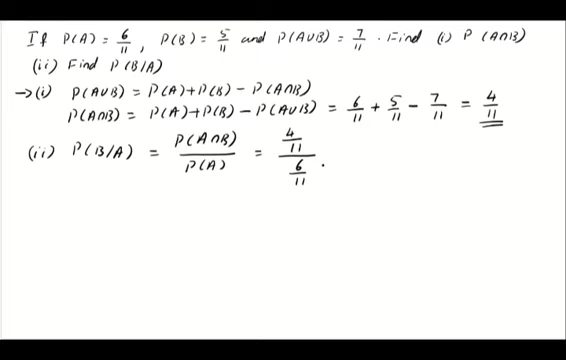 If P(A) = 6/11, P(B) = 5/11 and P(A∪B) = 7/11. Find (i) P(A∩B)
(ii) Find P(B/A)
→(i) P(A∪B) = P(A)+P(B) - P(A∩B)
P(A∩B) = P(A)+P(B) - P(A∪B) = 6/11 + 5/11 - 7/11 = 4/11
(ii) P(B/A) = P(A∩B)/P(A) = (4/11)/(6/11) .